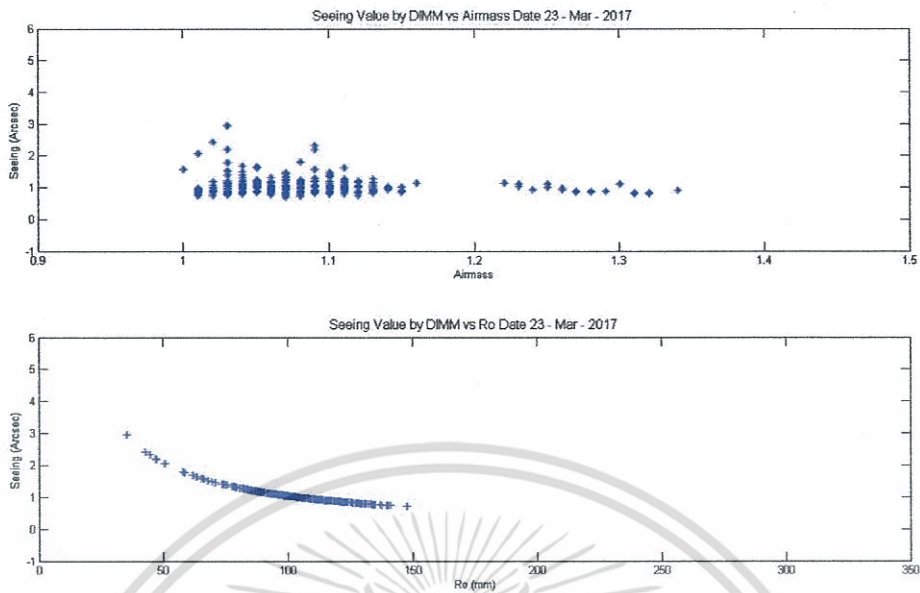 Seeing Value by DIMM vs Airmass Date 23 - Mar - 2017
6
5
4
3
2
1
0
-1
Seeing (Arcsec)
0.9 1 1.1 1.2 1.3 1.4 1.5
Airmass
Seeing Value by DIMM vs Ro Date 23 - Mar - 2017
6
5
4
3
2
1
0
-1
Seeing (Arcsec)
0 50 100 150 200 250 300 350
Ro (mm)